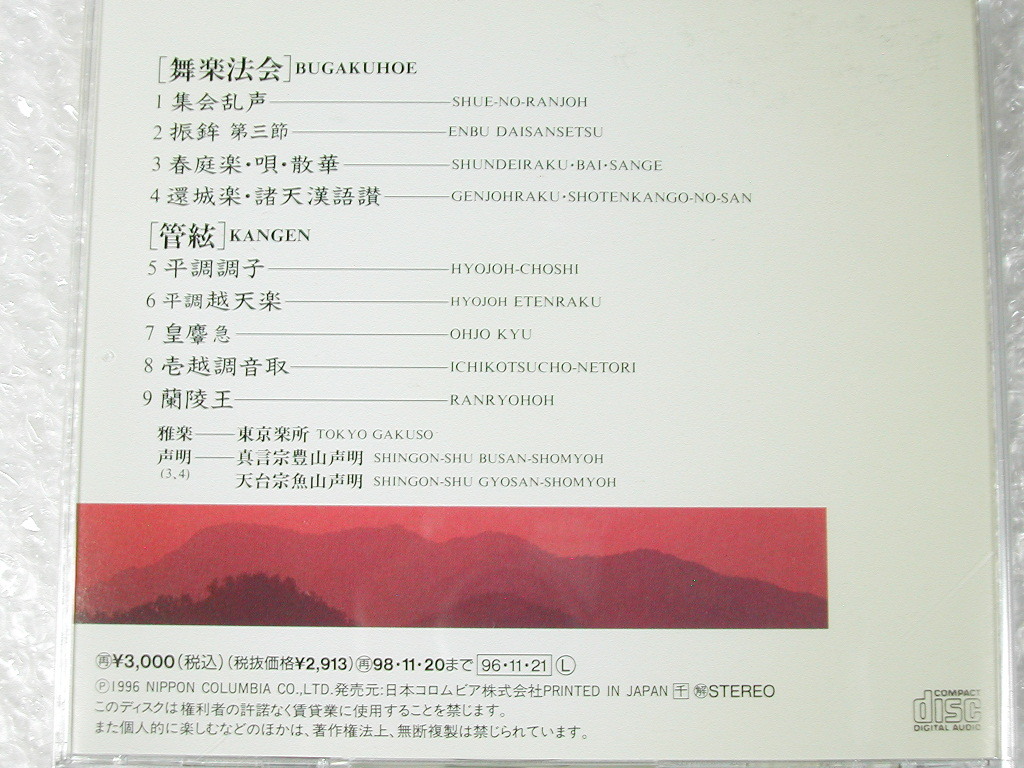 [舞楽法会]BUGAKUHOE
1 集会乱声 SHUE-NO-RANJOH
2 振鉾 第三節 ENBU DAISANSETSU
3 春庭楽・唄・散華 SHUNDEIRAKU・BAI・SANGE
4 還城楽・諸天漢語讃 GENJOHRAKU・SHOTENKANGO-NO-SAN
[管絃]KANGEN
5 平調調子 HYOJOH-CHOSHI
6 平調越天楽 HYOJOH ETENRAKU
7 皇麞急 OHJO KYU
8 壱越調音取 ICHIKOTSUCHO-NETORI
9 蘭陵王 RANRYOHOH
雅楽 東京楽所 TOKYO GAKUSO
声明 真言宗豊山声明 SHINGON-SHU BUSAN-SHOMYOH
(3、4) 天台宗魚山声明 SHINGON-SHU GYOSAN-SHOMYOH
再¥3,000(税込)(税抜価格¥2,913)再98・11・20まで 96・11・21 Ⓛ
Ⓟ1996 NIPPON COLUMBIA CO.,LTD.発売元:日本コロムビア株式会社PRINTED IN JAPAN 干 解STEREO
このディスクは権利者の許諾なく賃貸業に使用することを禁じます。
また個人的に楽しむなどのほかは、著作権法上、無断複製は禁じられています。
COMPACT
disc
DIGITAL AUDIO